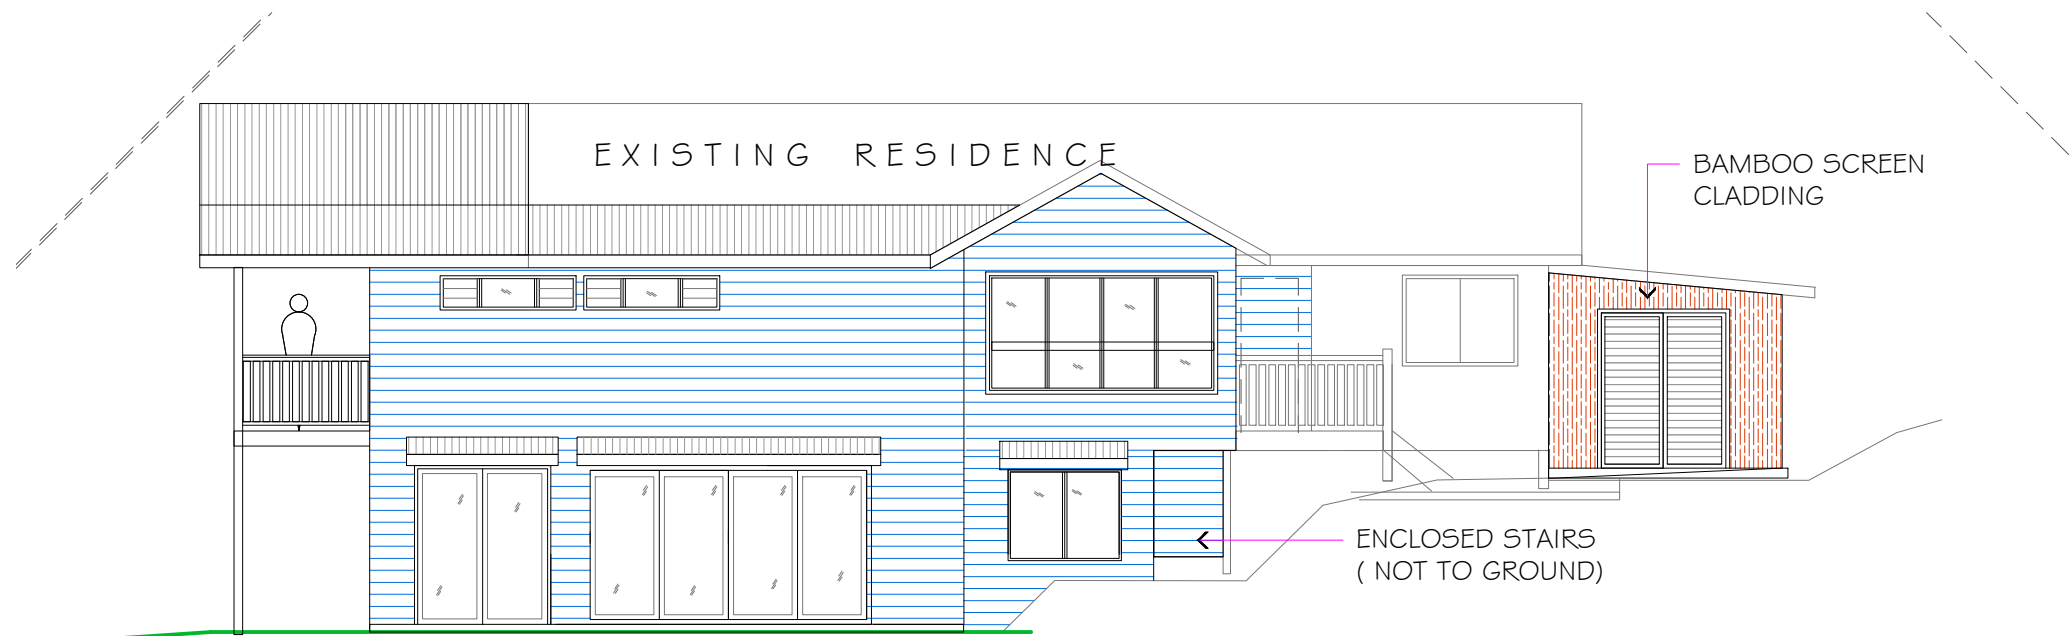 EXISTING RESIDENCE
BAMBOO SCREEN
CLADDING
ENCLOSED STAIRS
( NOT TO GROUND)